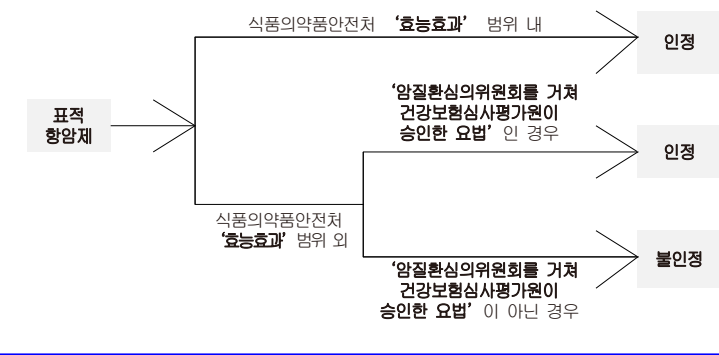 식품의약품안전처 ‘효능효과’ 범위 내
인정
표적
항암제
‘암질환심의위원회를 거쳐
건강보험심사평가원이
승인한 요법’ 인 경우
인정
식품의약품안전처
‘효능효과’ 범위 외
불인정
‘암질환심의위원회를 거쳐
건강보험심사평가원이
승인한 요법’ 이 아닌 경우